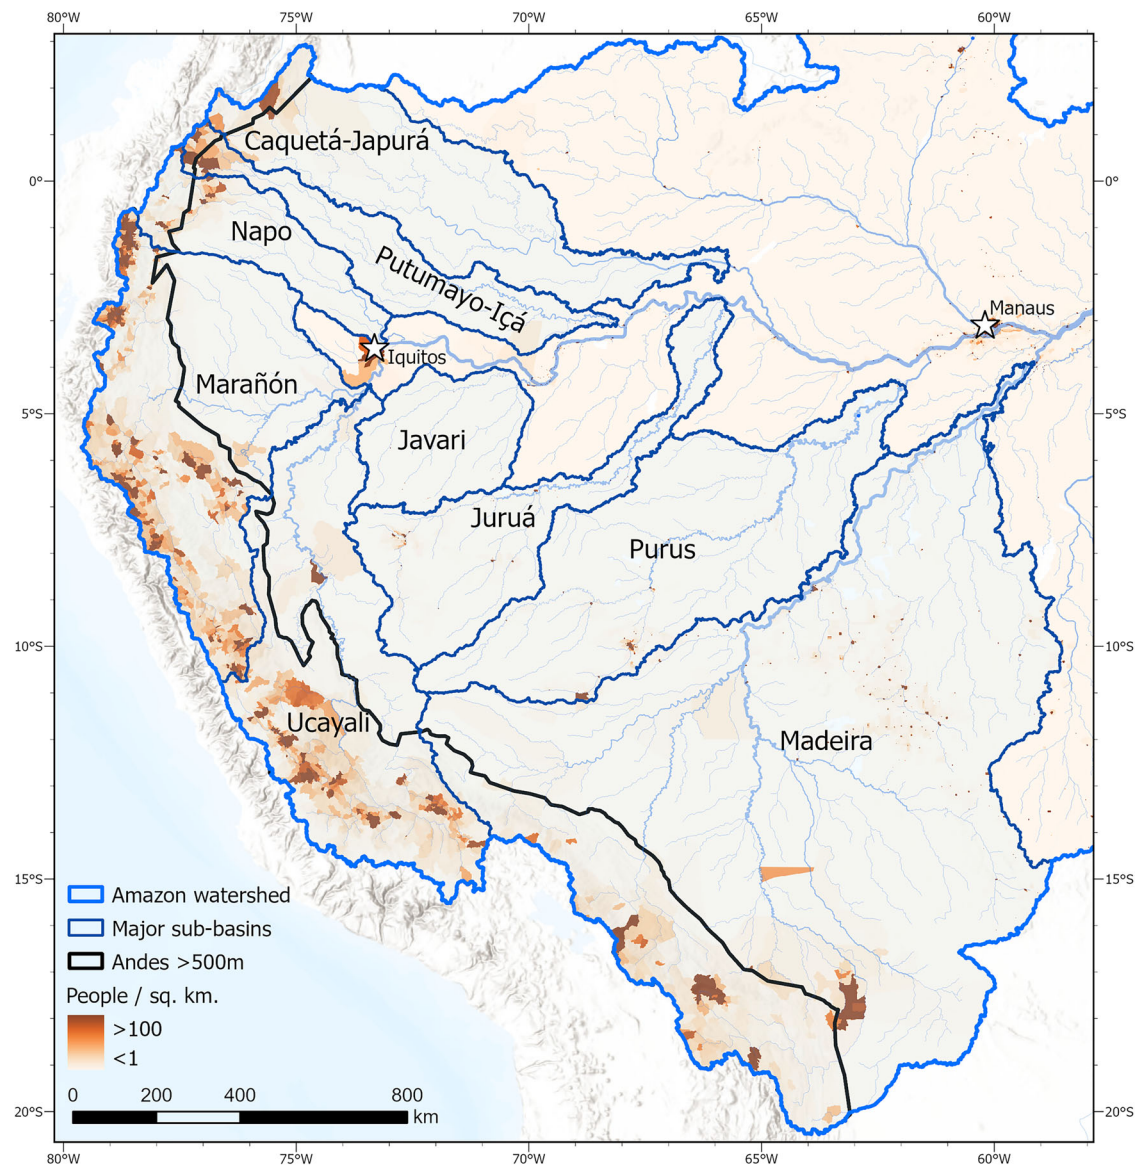 80°W 75°W 70°W 65°W 60°W
Caquetá-Japurá
0° 0°
Napo
Putumayo-Içá
Manaus
Iquitos
Marañón
5°S 5°S
Javari
Juruá
Purus
10°S 10°S
Ucayali
Madeira
15°S 15°S
Amazon watershed
Major sub-basins
Andes >500m
People / sq. km.
>100
<1
0 200 400 800
km
20°S 20°S
80°W 75°W 70°W 65°W 60°W